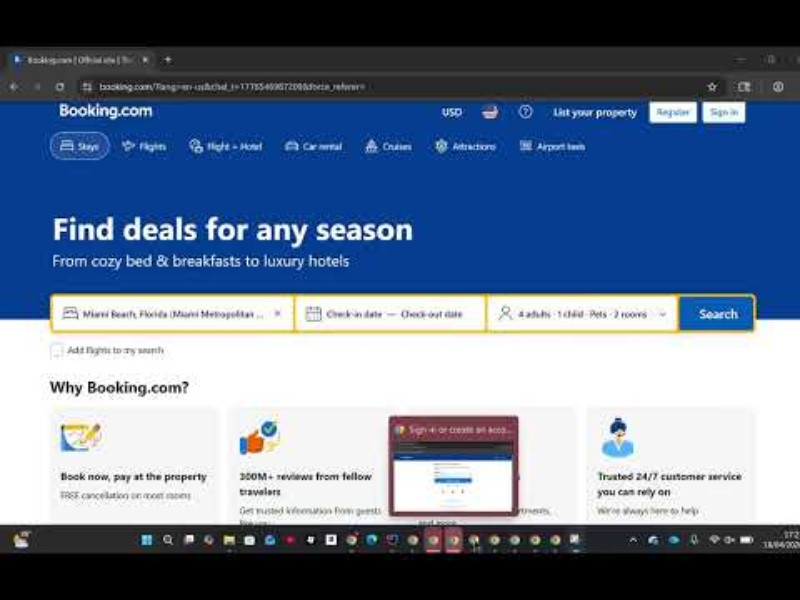 Booking.com | Official site |
booking.com/?lang=en-us&
Booking.com
USD
List your property
Register
Sign in
Stays
Flights
Flight + Hotel
Car rental
Cruises
Attractions
Airport taxis
Find deals for any season
From cozy bed & breakfasts to luxury hotels
Miami Beach, Florida (Miami Metropolitan ...
Check-in date — Check-out date
4 adults · 1 child · Pets · 2 rooms
Search
Add flights to my search
Why Booking.com?
Sign in or create an acco...
Book now, pay at the property
FREE cancellation on most rooms
300M+ reviews from fellow
travelers
Get trusted information from guests
and more
Trusted 24/7 customer service
you can rely on
We're always here to help